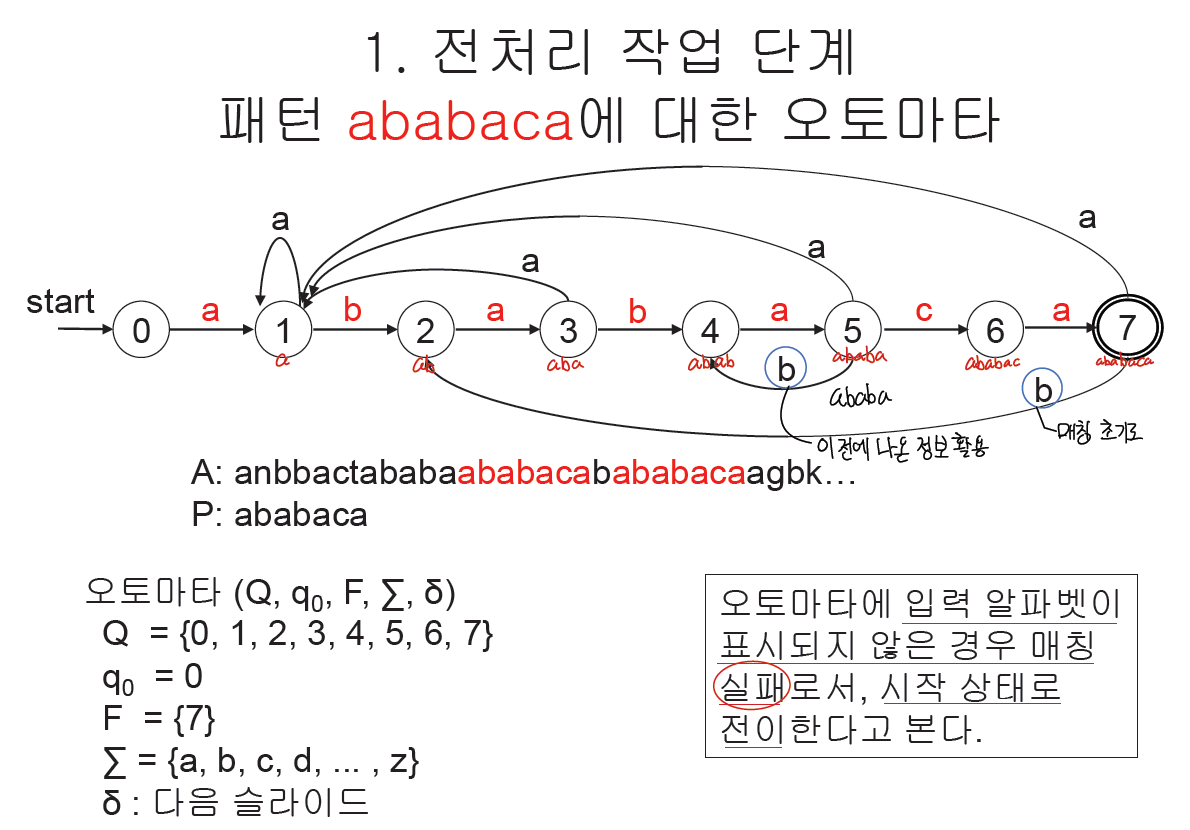 1. 전처리 작업 단계
패턴 ababaca에 대한 오토마타
a
a
a
a
start
0
a
1
b
2
a
3
b
4
a
5
c
6
a
7
a
ab
aba
abab
ababa
ababac
ababaca
b
ababa
b
이전에 나온 정보 활용
매칭 초기로
A: anbbactababaababacabababacaagbk…
P: ababaca
오토마타 (Q, q0, F, ∑, δ)
Q = {0, 1, 2, 3, 4, 5, 6, 7}
q0 = 0
F = {7}
∑ = {a, b, c, d, ... , z}
δ : 다음 슬라이드
오토마타에 입력 알파벳이
표시되지 않은 경우 매칭
실패로서, 시작 상태로
전이한다고 본다.